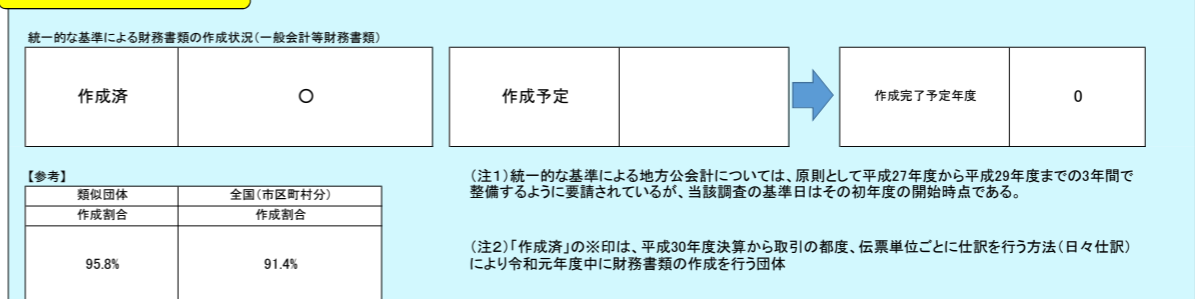 統一的な基準による財務書類の作成状況(一般会計等財務書類)
作成済 〇 作成予定 作成完了予定年度 0
【参考】
類似団体 全国(市区町村分)
作成割合 作成割合
95.8% 91.4%
(注1)統一的な基準による地方公会計については、原則として平成27年度から平成29年度までの3年間で
整備するように要請されているが、当該調査の基準日はその初年度の開始時点である。
(注2)「作成済」の※印は、平成30年度決算から取引の都度、伝票単位ごとに仕訳を行う方法(日々仕訳)
により令和元年度中に財務書類の作成を行う団体